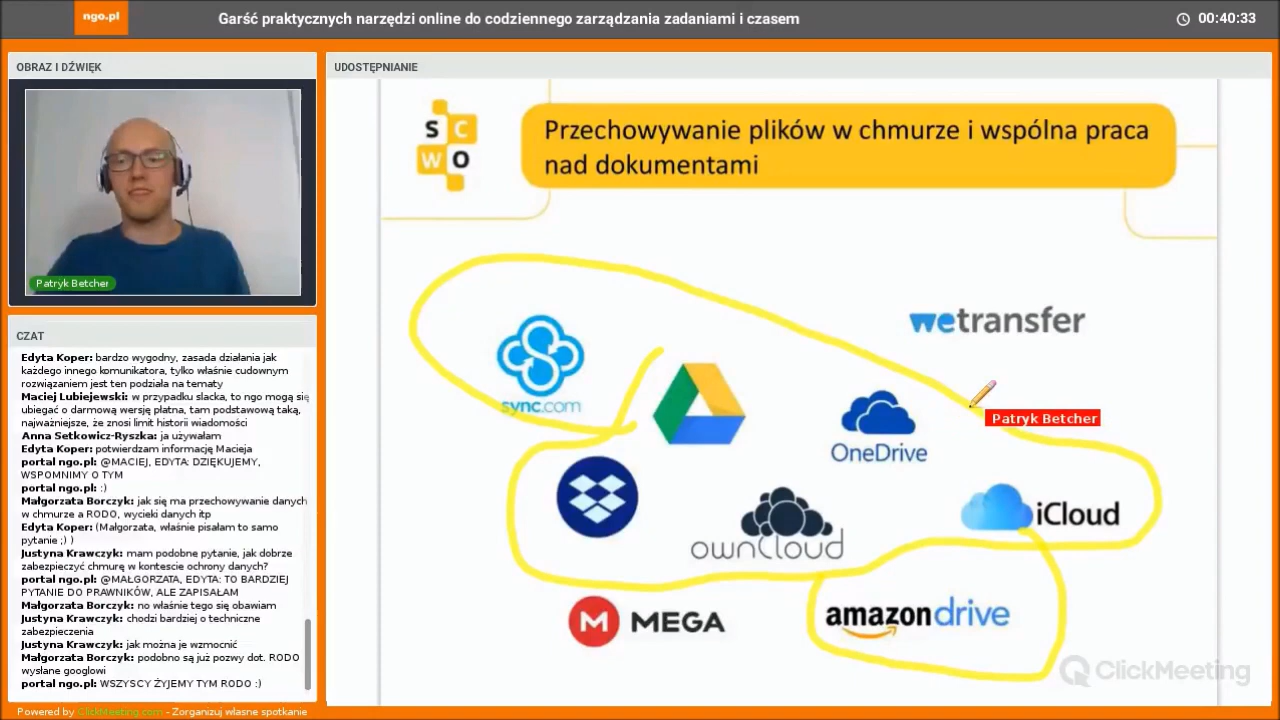 ngo.pl
Garść praktycznych narzędzi online do codziennego zarządzania zadaniami i czasem
00:40:33
OBRAZ I DŹWIĘK
Patryk Betcher
CZAT
Edyta Koper: bardzo wygodny, zasada działania jak
każdego innego komunikatora, tylko właśnie cudownym
rozwiązaniem jest ten podziała na tematy
Maciej Lubiejewski: w przypadku slacka, to ngo mogą się
ubiegać o darmową wersję płatna, tam podstawową taką,
najważniejsze, że znosi limit historii wiadomości
Anna Setkowicz-Ryszka: ja używałam
Edyta Koper: potwierdzam informację Macieja
portal ngo.pl: @MACIEJ, EDYTA: DZIĘKUJEMY,
WSPOMNIMY O TYM
portal ngo.pl: :)
Małgorzata Borczyk: jak się ma przechowywanie danych
w chmurze a RODO, wycieki danych itp
Edyta Koper: (Małgorzata, właśnie pisałam to samo
pytanie ;) )
Justyna Krawczyk: mam podobne pytanie, jak dobrze
zabezpieczyć chmurę w kontescie ochrony danych?
portal ngo.pl: @MAŁGORZATA, EDYTA: TO BARDZIEJ
PYTANIE DO PRAWNIKÓW, ALE ZAPISAŁAM
Małgorzata Borczyk: no właśnie tego się obawiam
Justyna Krawczyk: chodzi bardziej o techniczne
zabezpieczenia
Justyna Krawczyk: jak można je wzmocnić
Małgorzata Borczyk: podobno są już pozwy dot. RODO
wysłane googlowi
portal ngo.pl: WSZYSCY ŻYJEMY TYM RODO :)
Powered by ClickMeeting.com - Zorganizuj własne spotkanie
UDOSTĘPNIANIE
S C
W O
Przechowywanie plików w chmurze i wspólna praca
nad dokumentami
wetransfer
sync.com
Patryk Betcher
OneDrive
iCloud
ownCloud
M MEGA
amazondrive
ClickMeeting